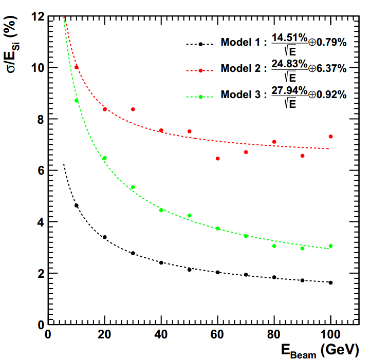 σ/E_Si (%)
12
10
8
6
4
2
0
Model 1 : 14.51%/√E ⊕0.79%
Model 2 : 24.83%/√E ⊕6.37%
Model 3 : 27.94%/√E ⊕0.92%
0 20 40 60 80 100
E_Beam (GeV)